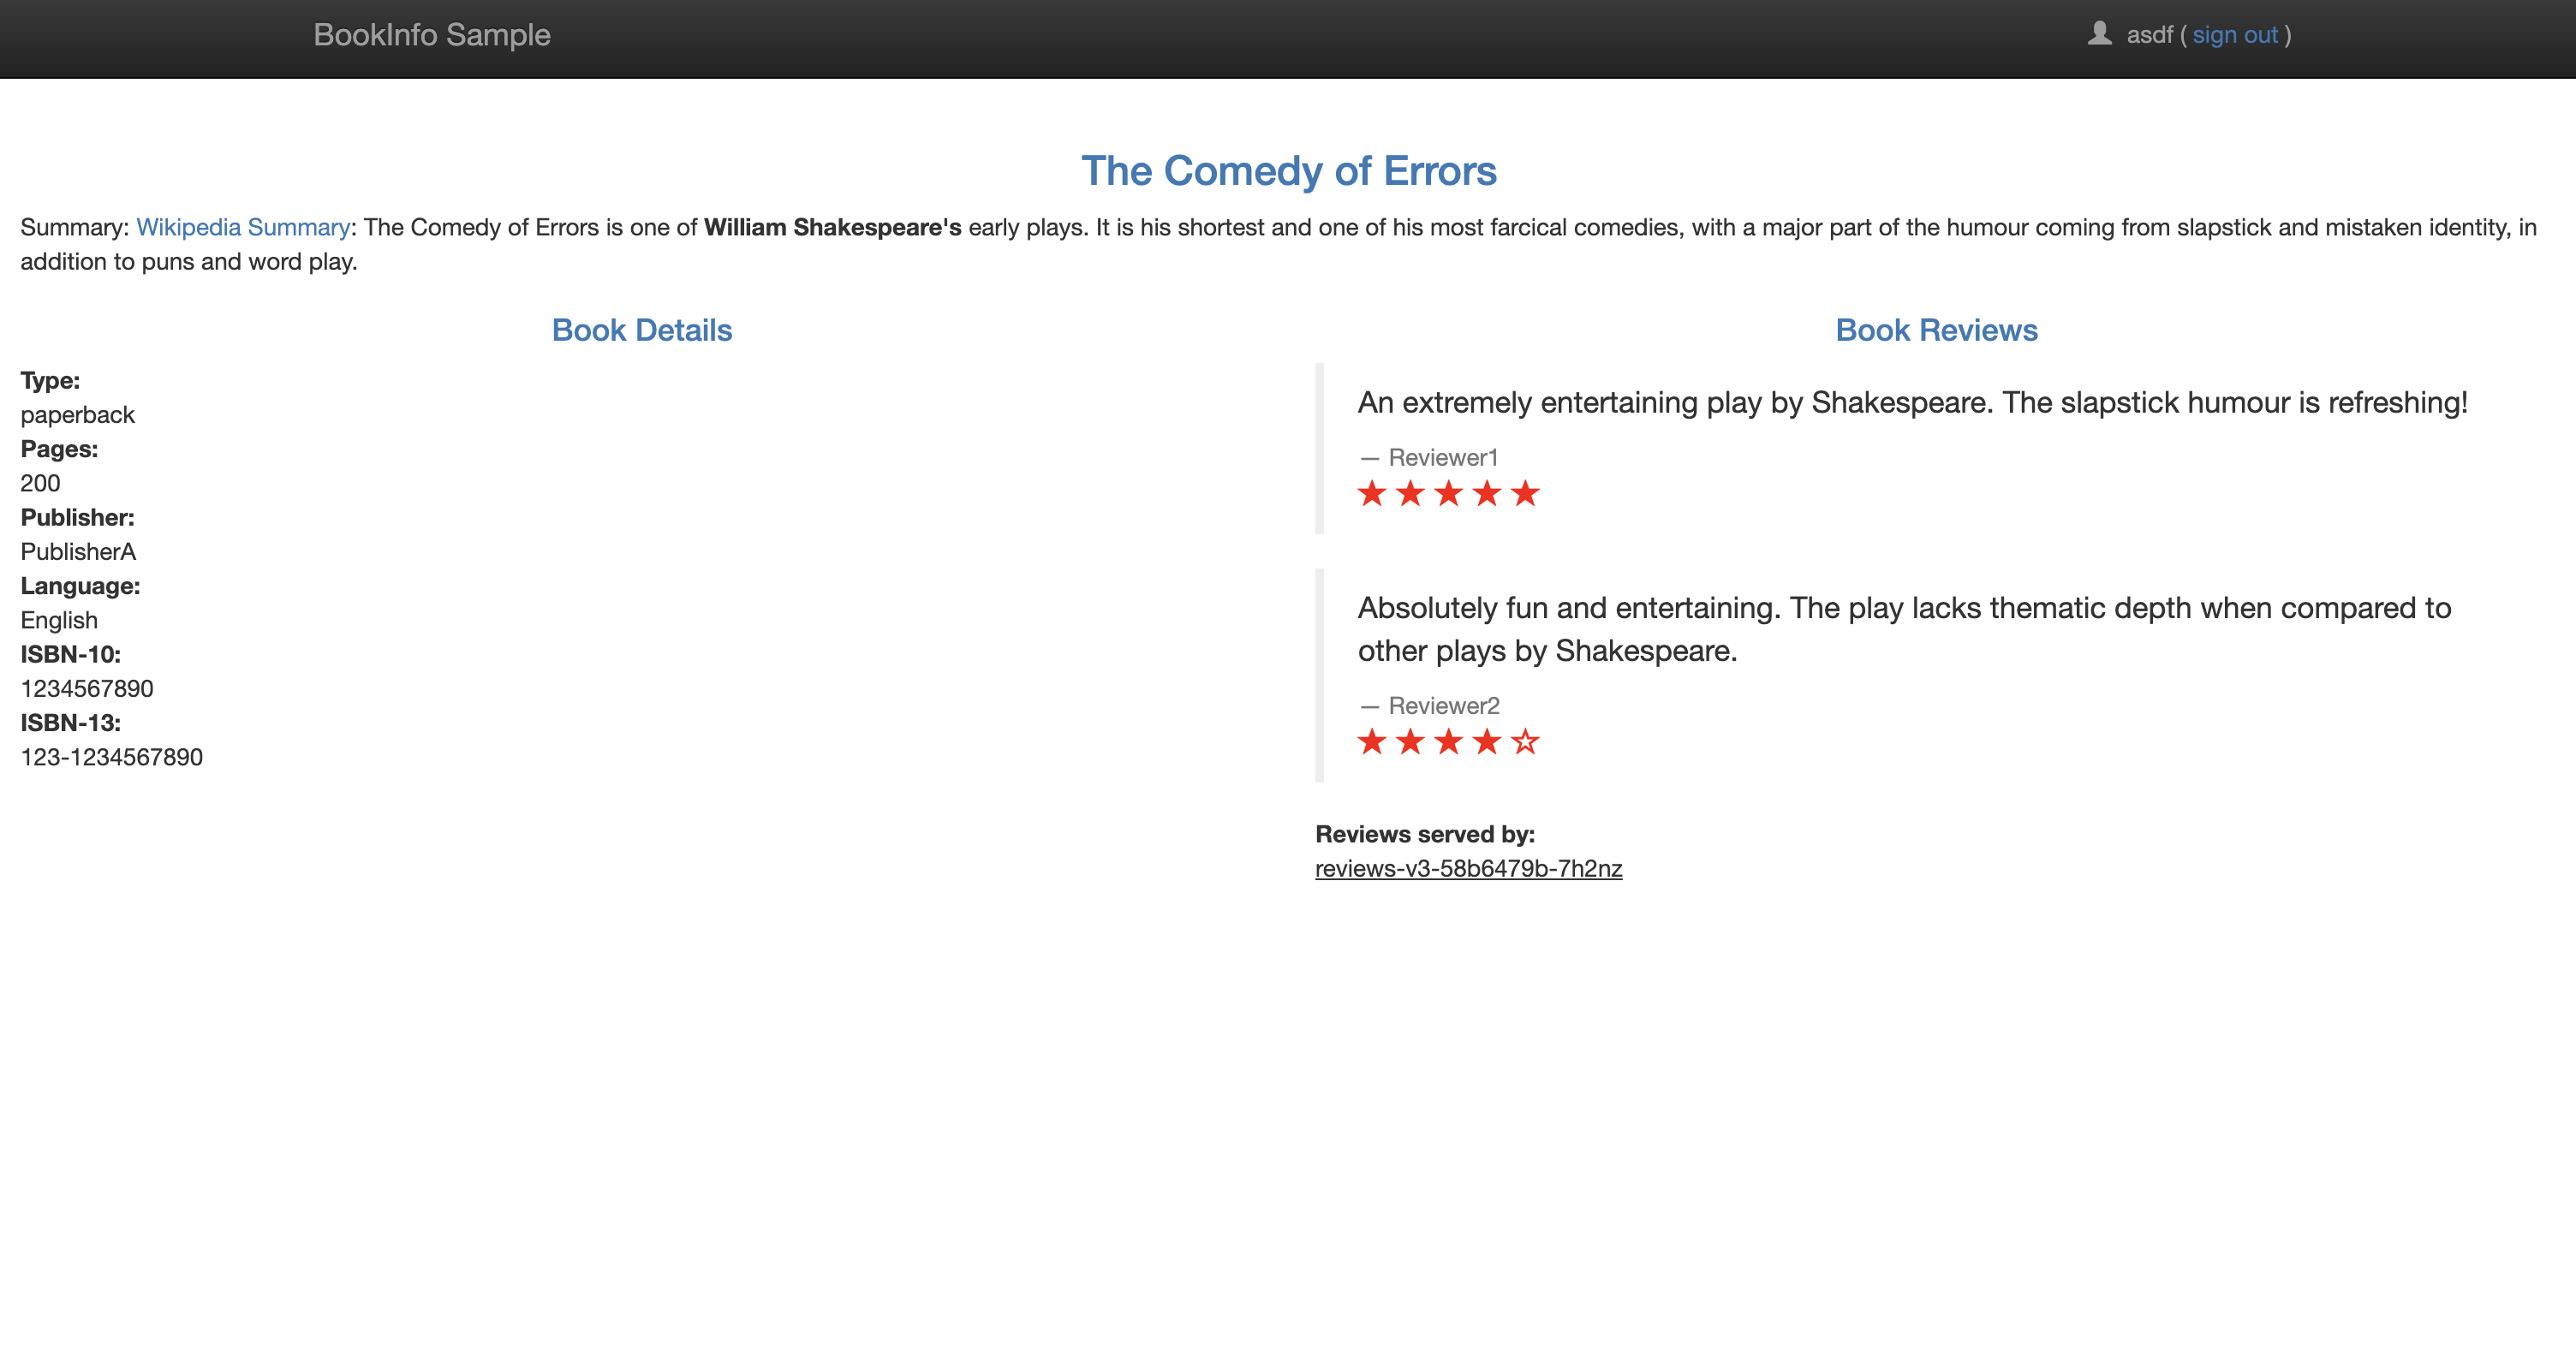 BookInfo Sample
asdf ( sign out )
The Comedy of Errors
Summary: Wikipedia Summary: The Comedy of Errors is one of William Shakespeare's early plays. It is his shortest and one of his most farcical comedies, with a major part of the humour coming from slapstick and mistaken identity, in
addition to puns and word play.
Book Details
Type:
paperback
Pages:
200
Publisher:
PublisherA
Language:
English
ISBN-10:
1234567890
ISBN-13:
123-1234567890
Book Reviews
An extremely entertaining play by Shakespeare. The slapstick humour is refreshing!
— Reviewer1
Absolutely fun and entertaining. The play lacks thematic depth when compared to
other plays by Shakespeare.
— Reviewer2
Reviews served by:
reviews-v3-58b6479b-7h2nz